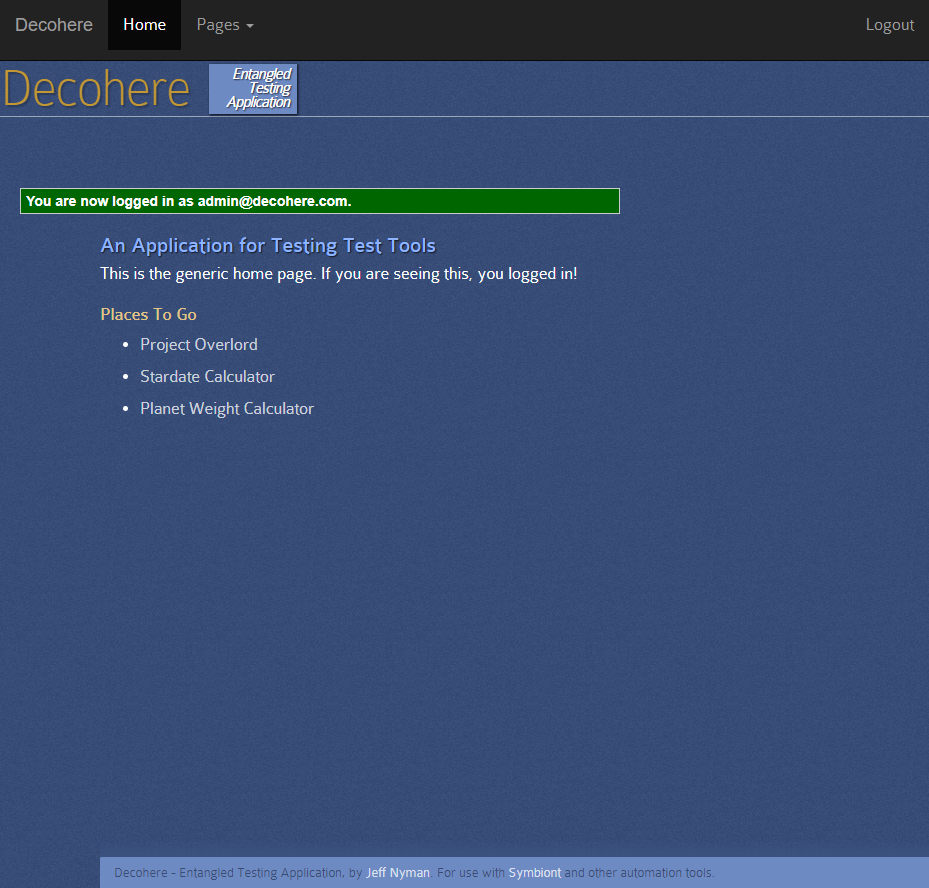 Decohere Home Pages Logout
Decohere
Entangled
Testing
Application
You are now logged in as admin@decohere.com.
An Application for Testing Test Tools
This is the generic home page. If you are seeing this, you logged in!
Places To Go
Project Overlord
Stardate Calculator
Planet Weight Calculator
Decohere - Entangled Testing Application, by Jeff Nyman. For use with Symbiont and other automation tools.